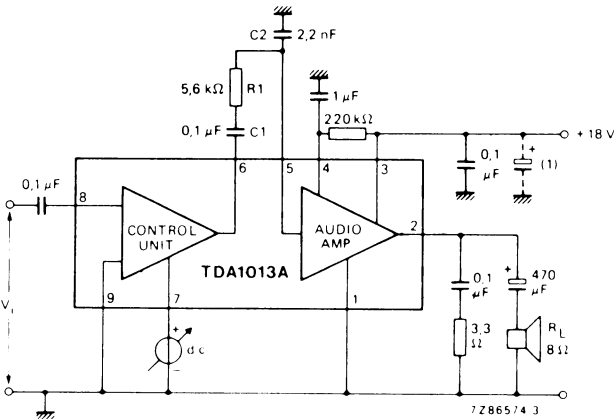 C2 2,2 nF
5,6 kΩ R1
1 µF
220 kΩ
0,1 µF C1
+ 18 V
0,1 µF
+
(1)
6 5 4 3
0,1 µF
8
CONTROL UNIT
AUDIO AMP
2
TDA1013A
+
0,1 µF
470 µF
9 7 1
Vi
+
d c
−
3,3 Ω
RL
8 Ω
7Z86574 3